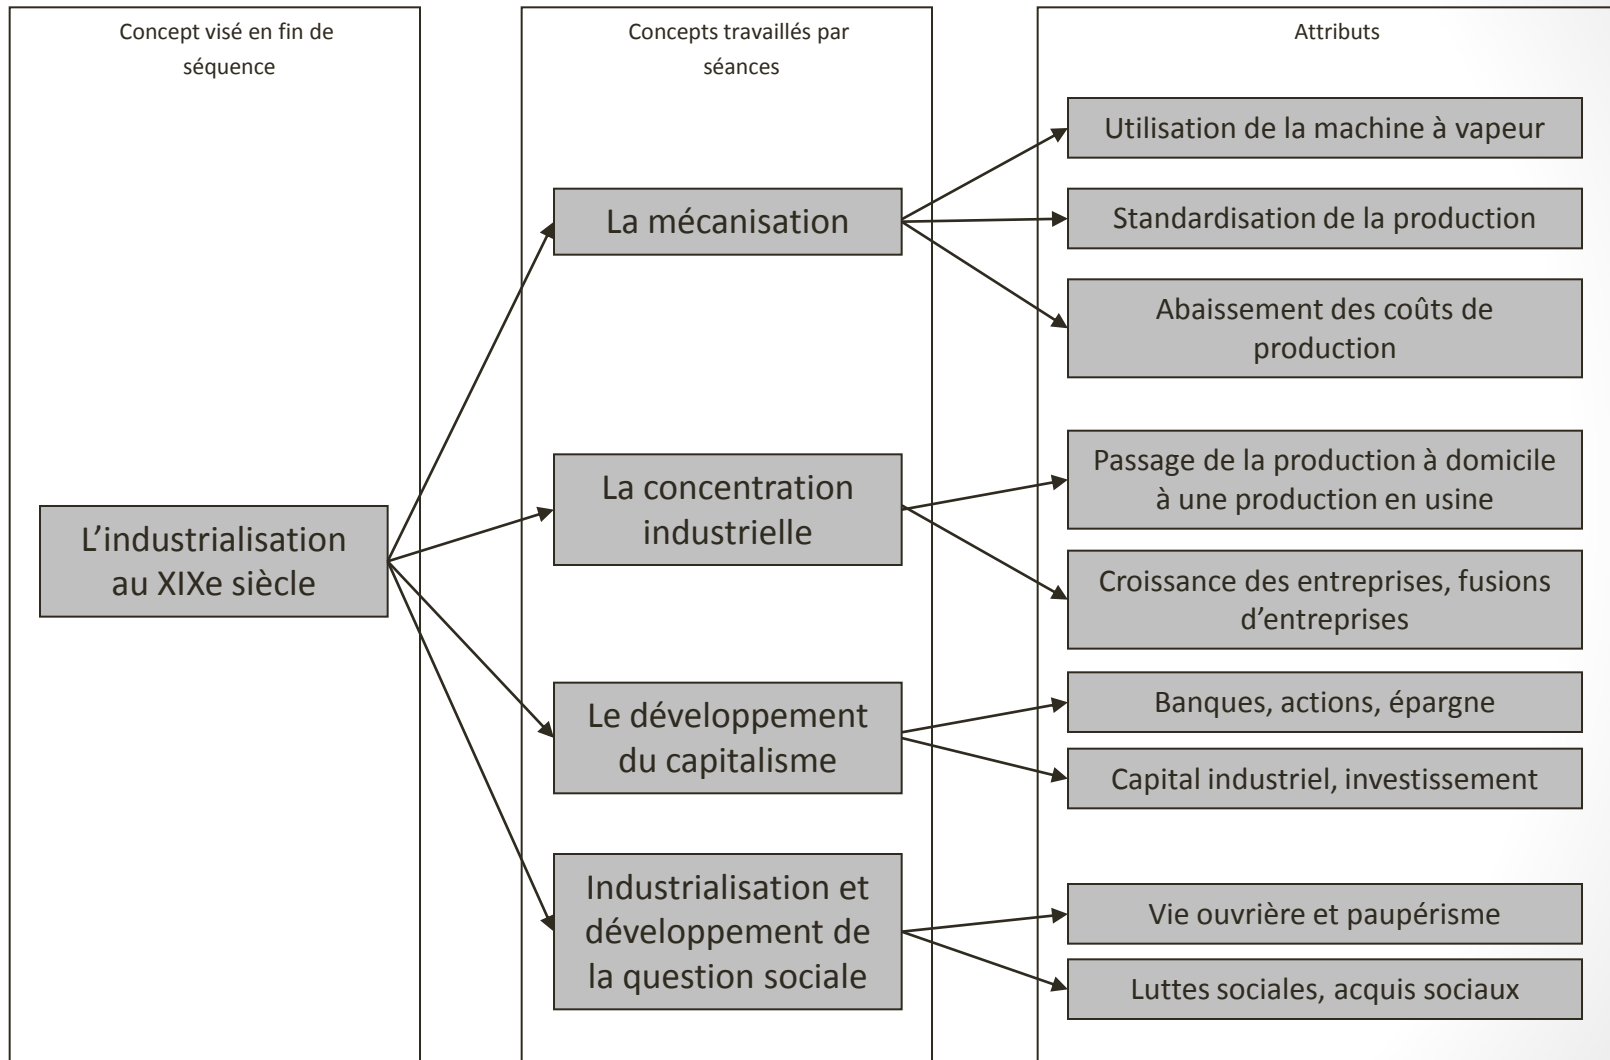 Concept visé en fin de
séquence
L’industrialisation
au XIXe siècle
Concepts travaillés par
séances
La mécanisation
La concentration
industrielle
Le développement
du capitalisme
Industrialisation et
développement de
la question sociale
Attributs
Utilisation de la machine à vapeur
Standardisation de la production
Abaissement des coûts de
production
Passage de la production à domicile
à une production en usine
Croissance des entreprises, fusions
d’entreprises
Banques, actions, épargne
Capital industriel, investissement
Vie ouvrière et paupérisme
Luttes sociales, acquis sociaux